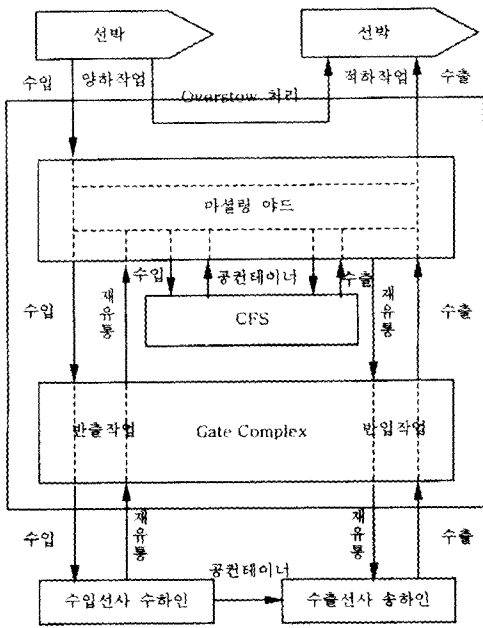 선박 선박
수입 양하작업 적하작업 수출
Overstow 처리
마셜링 야드
수입 공컨테이너 수출
수입 재유통 CFS 재유통 수출
반출작업 Gate Complex 반입작업
수입 재유통 재유통 수출
공컨테이너
수입선사 수하인 수출선사 송하인